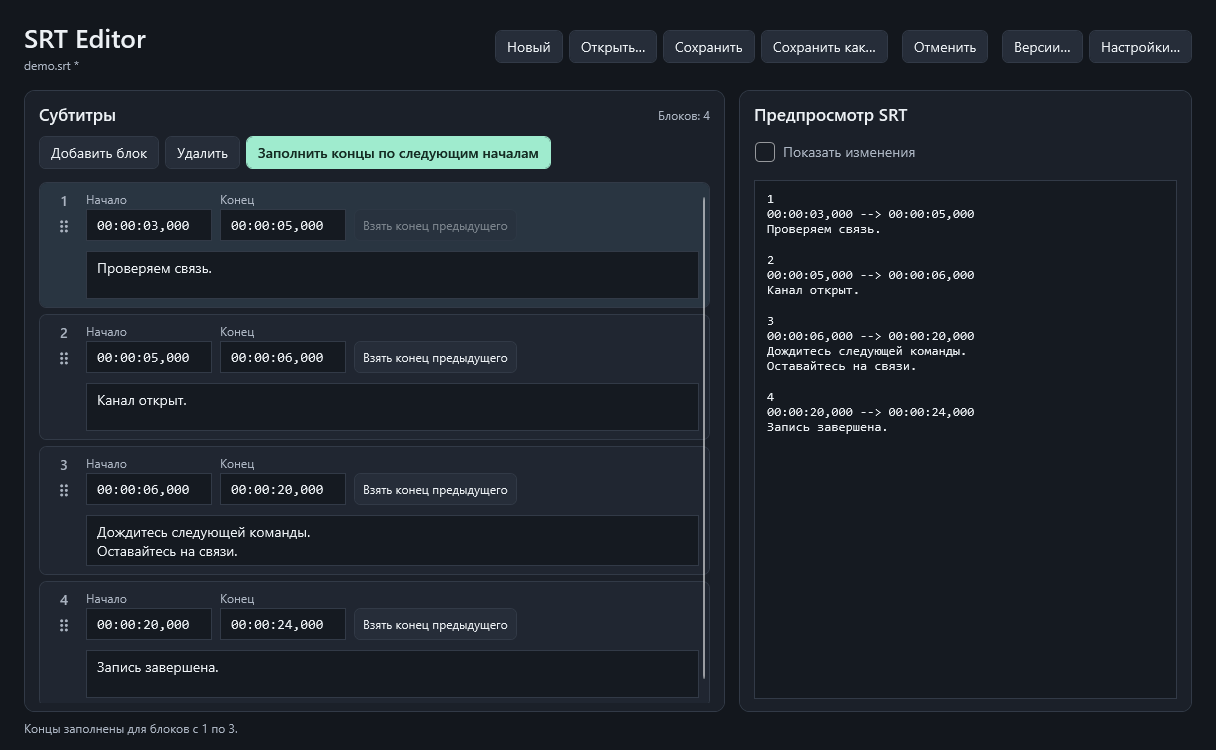 SRT Editor
demo.srt *
Новый
Открыть...
Сохранить
Сохранить как...
Отменить
Версии...
Настройки...
Субтитры
Блоков: 4
Добавить блок
Удалить
Заполнить концы по следующим началам
1
Начало
Конец
00:00:03,000
00:00:05,000
Взять конец предыдущего
Проверяем связь.
2
Начало
Конец
00:00:05,000
00:00:06,000
Взять конец предыдущего
Канал открыт.
3
Начало
Конец
00:00:06,000
00:00:20,000
Взять конец предыдущего
Дождитесь следующей команды.
Оставайтесь на связи.
4
Начало
Конец
00:00:20,000
00:00:24,000
Взять конец предыдущего
Запись завершена.
Предпросмотр SRT
Показать изменения
1
00:00:03,000 --> 00:00:05,000
Проверяем связь.
2
00:00:05,000 --> 00:00:06,000
Канал открыт.
3
00:00:06,000 --> 00:00:20,000
Дождитесь следующей команды.
Оставайтесь на связи.
4
00:00:20,000 --> 00:00:24,000
Запись завершена.
Концы заполнены для блоков с 1 по 3.